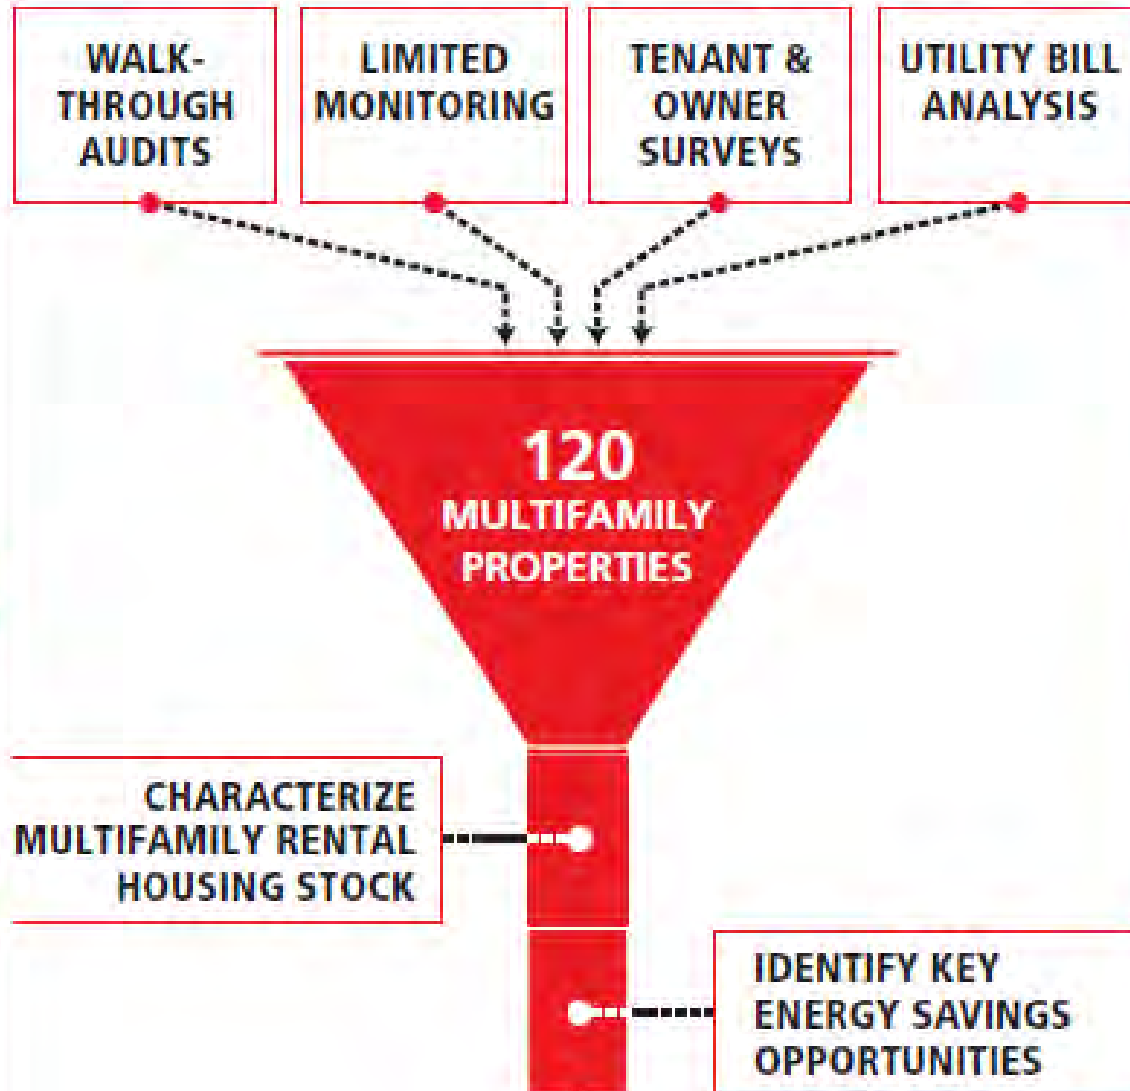 WALK-
THROUGH
AUDITS
LIMITED
MONITORING
TENANT &
OWNER
SURVEYS
UTILITY BILL
ANALYSIS
120
MULTIFAMILY
PROPERTIES
CHARACTERIZE
MULTIFAMILY RENTAL
HOUSING STOCK
IDENTIFY KEY
ENERGY SAVINGS
OPPORTUNITIES